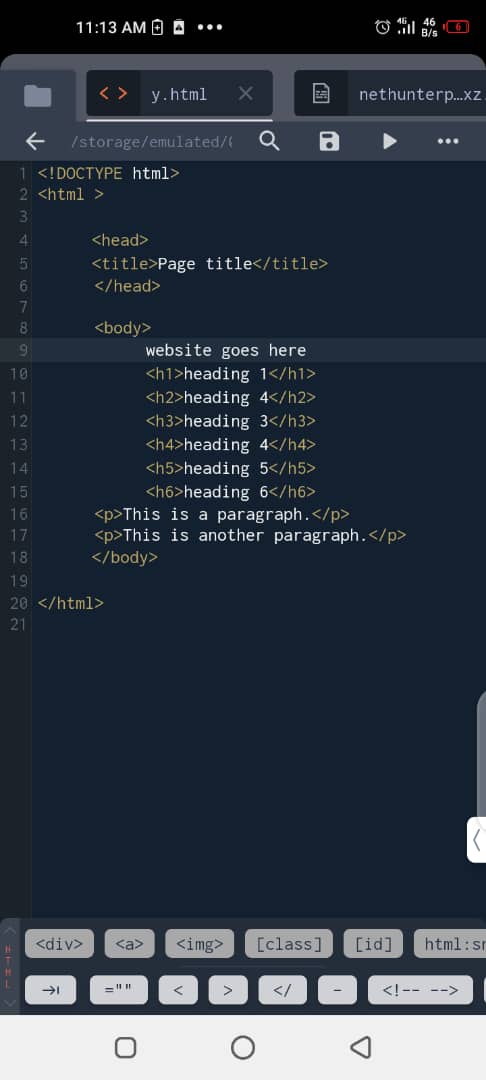 11:13 AM
4G
46
B/s
6
< > y.html
nethunterp...xz
/storage/emulated/
1 <!DOCTYPE html>
2 <html >
3
4 <head>
5 <title>Page title</title>
6 </head>
7
8 <body>
9 website goes here
10 <h1>heading 1</h1>
11 <h2>heading 4</h2>
12 <h3>heading 3</h3>
13 <h4>heading 4</h4>
14 <h5>heading 5</h5>
15 <h6>heading 6</h6>
16 <p>This is a paragraph.</p>
17 <p>This is another paragraph.</p>
18 </body>
19
20 </html>
21
HTML
<div> <a> <img> [class] [id] html:
="" < > </ - <!-- -->